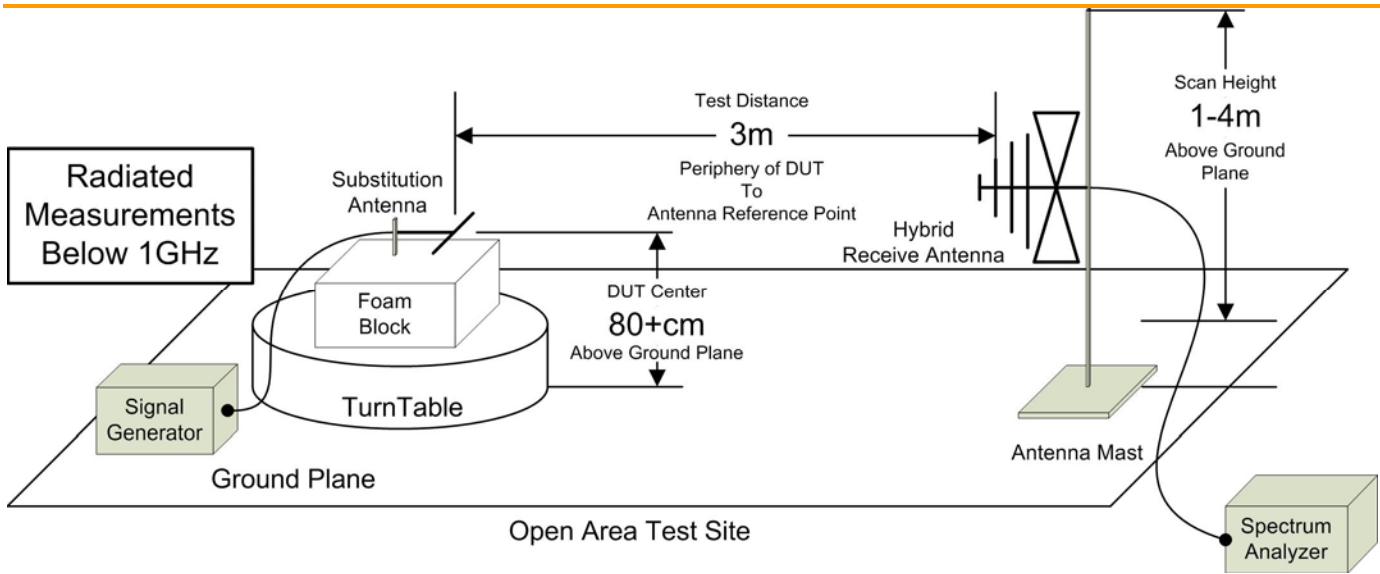 Radiated
Measurements
Below 1GHz
Substitution
Antenna
Test Distance
3m
Periphery of DUT
To
Antenna Reference Point
Scan Height
1-4m
Above Ground
Plane
Hybrid
Receive Antenna
Foam
Block
DUT Center
80+cm
Above Ground Plane
TurnTable
Signal
Generator
Ground Plane
Antenna Mast
Open Area Test Site
Spectrum
Analyzer